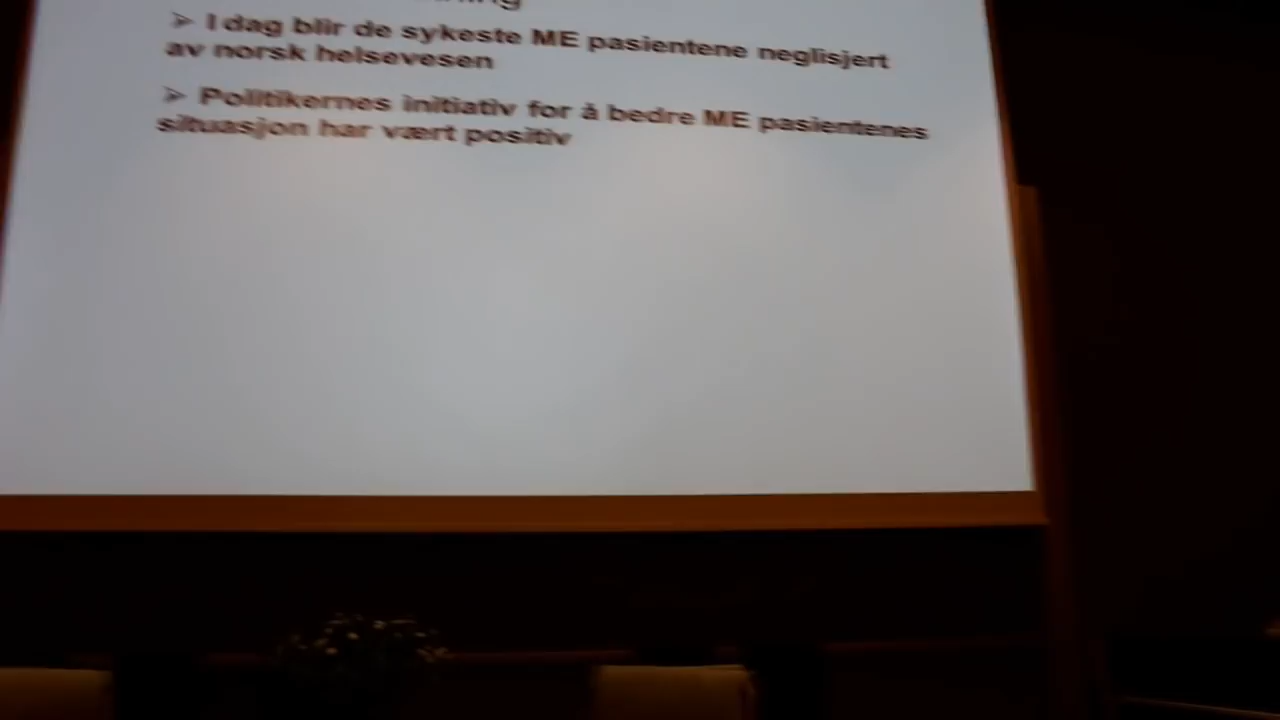 ➢ I dag blir de sykeste ME pasientene neglisjert
av norsk helsevesen
➢ Politikernes initiativ for å bedre ME pasientenes
situasjon har vært positiv